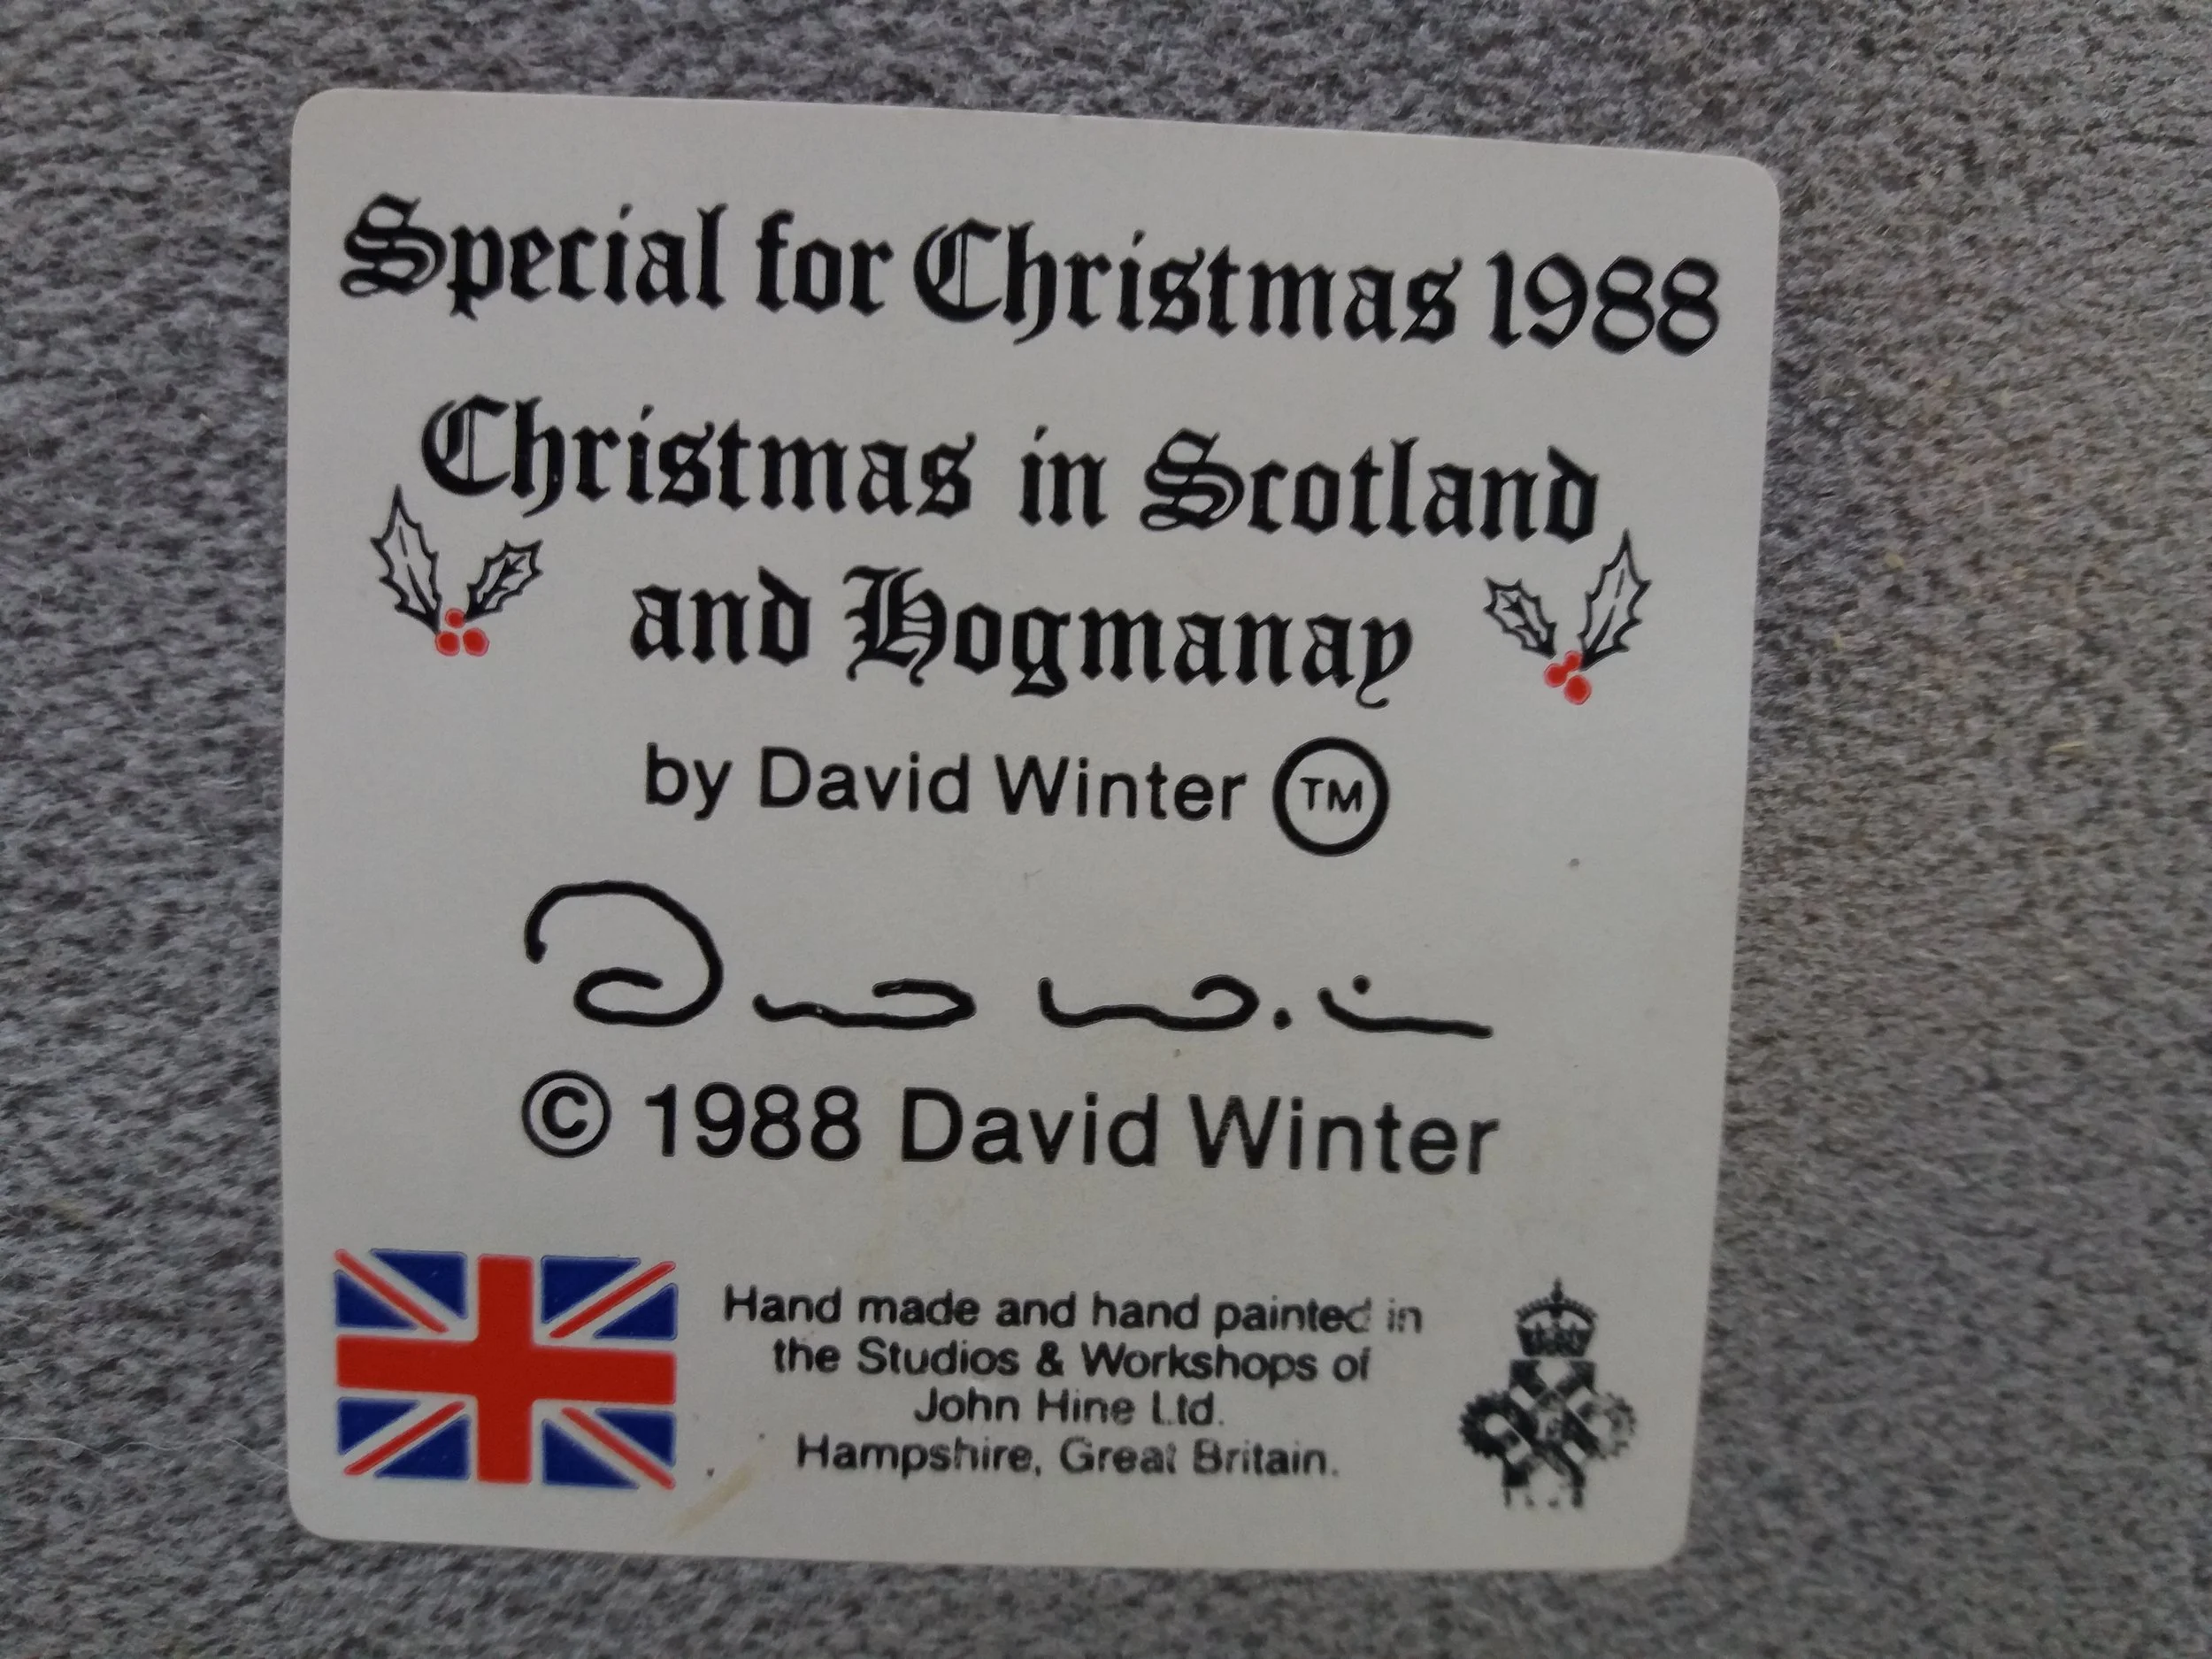 Special for Christmas 1988
Christmas in Scotland
and Hogmanay
by David Winter TM
© 1988 David Winter
Hand made and hand painted in
the Studios & Workshops of
John Hine Ltd.
Hampshire, Great Britain.